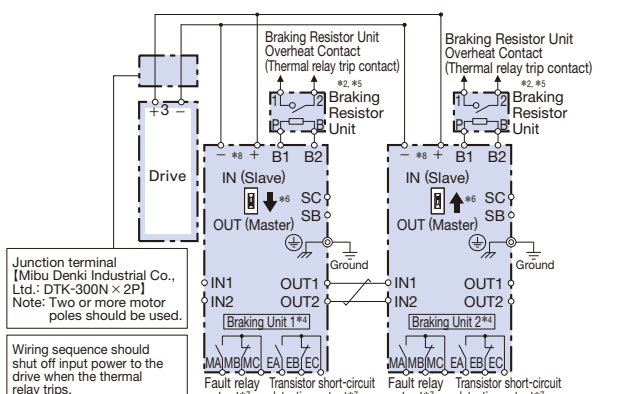 Braking Resistor Unit
Overheat Contact
(Thermal relay trip contact)
*2, *5
1 2
Braking
Resistor
Unit
P B
Braking Resistor Unit
Overheat Contact
(Thermal relay trip contact)
*2, *5
1 2
Braking
Resistor
Unit
P B
+3 −
Drive
− *8 + B1 B2
IN (Slave)
*6
SC
SB
OUT (Master)
Ground
IN1 OUT1
IN2 OUT2
Braking Unit 1*4
MA MB MC EA EB EC
Fault relay
Transistor short-circuit
− *8 + B1 B2
IN (Slave)
*6
SC
SB
OUT (Master)
Ground
IN1 OUT1
IN2 OUT2
Braking Unit 2*4
MA MB MC EA EB EC
Fault relay
Transistor short-circuit
Junction terminal
【Mibu Denki Industrial Co.,
Ltd.: DTK-300N × 2P】
Note: Two or more motor
poles should be used.
Wiring sequence should
shut off input power to the
drive when the thermal
relay trips.